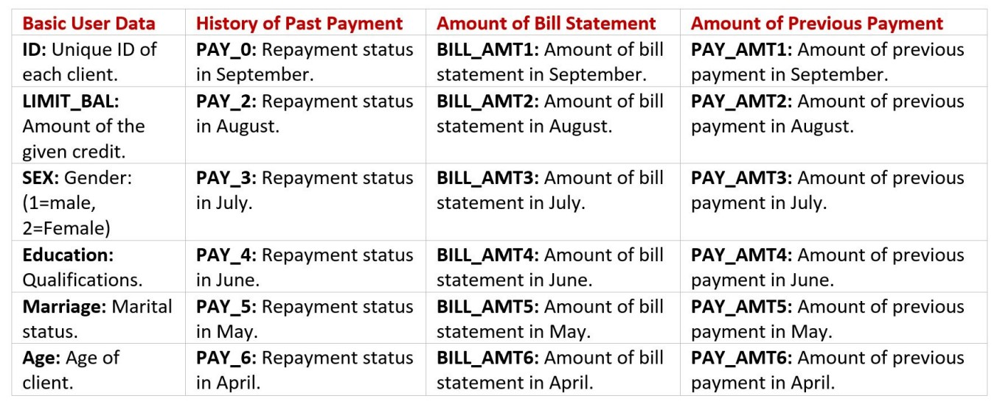 Basic User Data
History of Past Payment
Amount of Bill Statement
Amount of Previous Payment
ID: Unique ID of
each client.
PAY_0: Repayment status
in September.
BILL_AMT1: Amount of bill
statement in September.
PAY_AMT1: Amount of previous
payment in September.
LIMIT_BAL:
Amount of the
given credit.
PAY_2: Repayment status
in August.
BILL_AMT2: Amount of bill
statement in August.
PAY_AMT2: Amount of previous
payment in August.
SEX: Gender:
(1=male,
2=Female)
PAY_3: Repayment status
in July.
BILL_AMT3: Amount of bill
statement in July.
PAY_AMT3: Amount of previous
payment in July.
Education:
Qualifications.
PAY_4: Repayment status
in June.
BILL_AMT4: Amount of bill
statement in June.
PAY_AMT4: Amount of previous
payment in June.
Marriage: Marital
status.
PAY_5: Repayment status
in May.
BILL_AMT5: Amount of bill
statement in May.
PAY_AMT5: Amount of previous
payment in May.
Age: Age of
client.
PAY_6: Repayment status
in April.
BILL_AMT6: Amount of bill
statement in April.
PAY_AMT6: Amount of previous
payment in April.